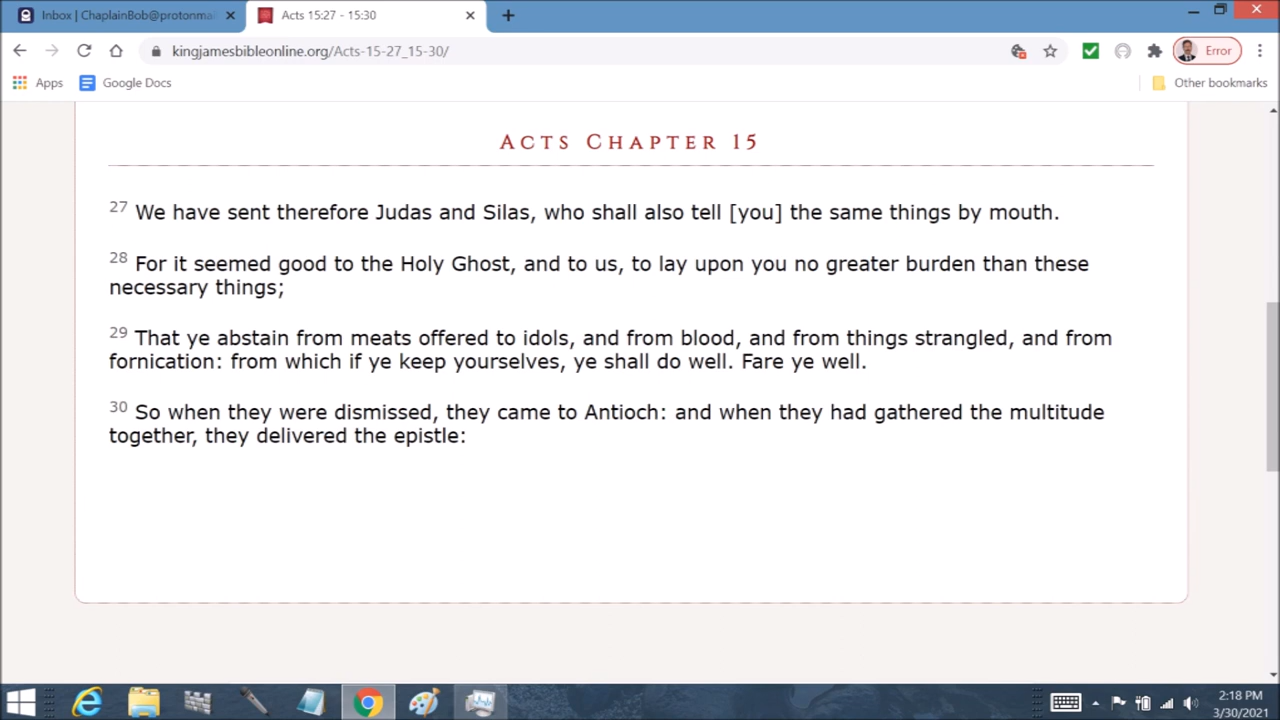 Inbox | ChaplainBob@protonmai
Acts 15:27 - 15:30
kingjamesbibleonline.org/Acts-15-27_15-30/
Error
Apps
Google Docs
Other bookmarks
Acts Chapter 15
27 We have sent therefore Judas and Silas, who shall also tell [you] the same things by mouth.
28 For it seemed good to the Holy Ghost, and to us, to lay upon you no greater burden than these
necessary things;
29 That ye abstain from meats offered to idols, and from blood, and from things strangled, and from
fornication: from which if ye keep yourselves, ye shall do well. Fare ye well.
30 So when they were dismissed, they came to Antioch: and when they had gathered the multitude
together, they delivered the epistle:
2:18 PM
3/30/2021